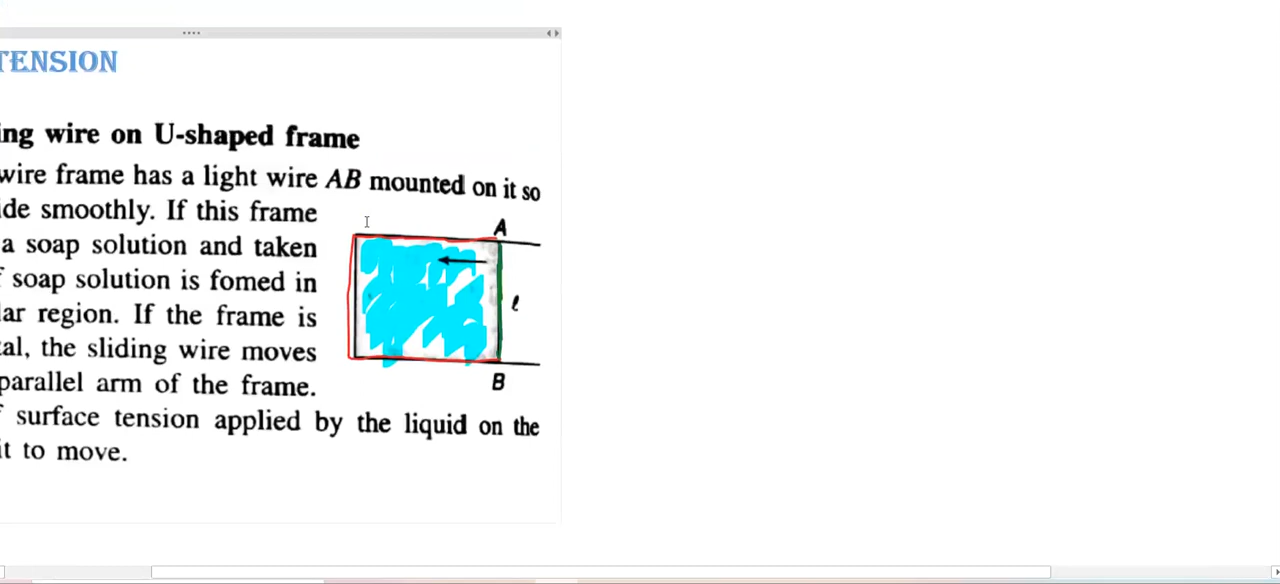 TENSION
ing wire on U-shaped frame
wire frame has a light wire AB mounted on it so
ide smoothly. If this frame
a soap solution and taken
f soap solution is fomed in
lar region. If the frame is
tal, the sliding wire moves
parallel arm of the frame.
f surface tension applied by the liquid on the
it to move.
A
l
B